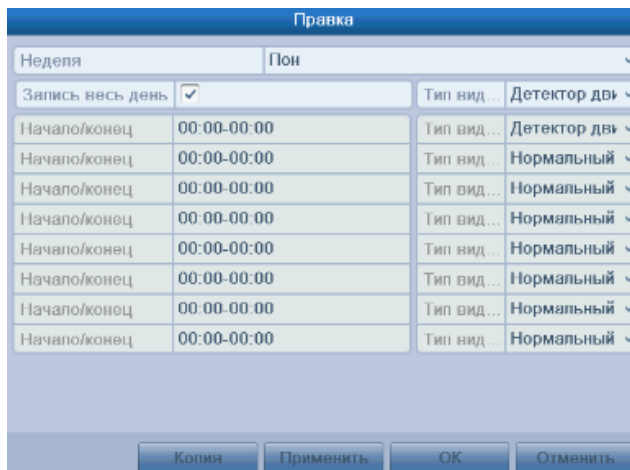 Правка
Неделя Пон
Запись весь день Тип вид... Детектор дви
Начало/конец 00:00-00:00 Тип вид... Детектор дви
Начало/конец 00:00-00:00 Тип вид... Нормальный
Начало/конец 00:00-00:00 Тип вид... Нормальный
Начало/конец 00:00-00:00 Тип вид... Нормальный
Начало/конец 00:00-00:00 Тип вид... Нормальный
Начало/конец 00:00-00:00 Тип вид... Нормальный
Начало/конец 00:00-00:00 Тип вид... Нормальный
Начало/конец 00:00-00:00 Тип вид... Нормальный
Копия Применить OK Отменить